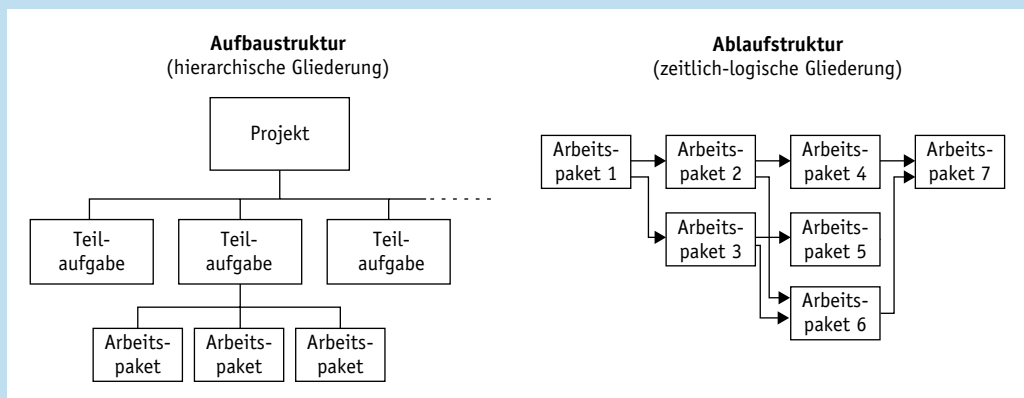 Aufbaustruktur
(hierarchische Gliederung)
Projekt
Teil-
aufgabe
Teil-
aufgabe
Teil-
aufgabe
Arbeits-
paket
Arbeits-
paket
Arbeits-
paket
Ablaufstruktur
(zeitlich-logische Gliederung)
Arbeits-
paket 1
Arbeits-
paket 2
Arbeits-
paket 4
Arbeits-
paket 7
Arbeits-
paket 3
Arbeits-
paket 5
Arbeits-
paket 6